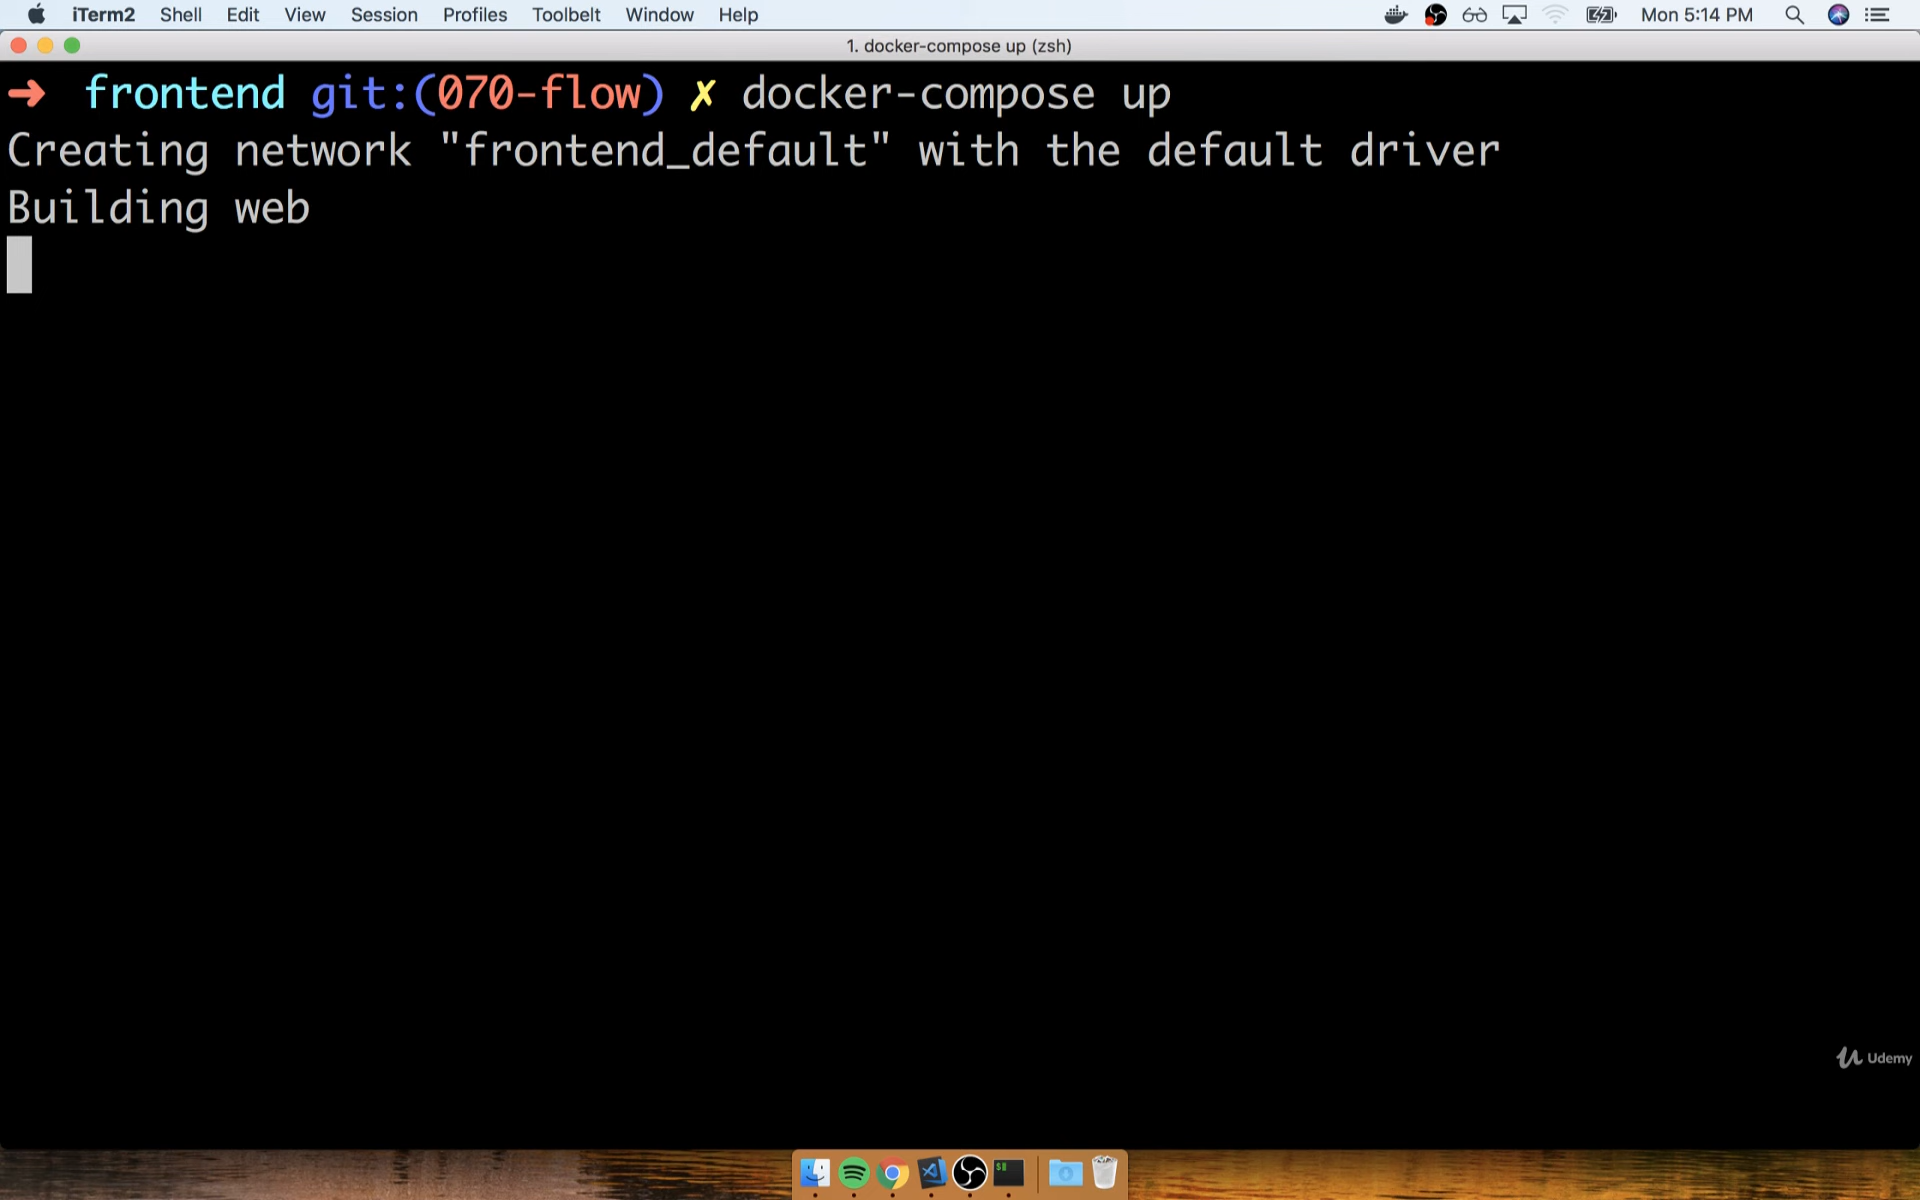 iTerm2 Shell Edit View Session Profiles Toolbelt Window Help Mon 5:14 PM
1. docker-compose up (zsh)
➜ frontend git:(070-flow) ✗ docker-compose up
Creating network "frontend_default" with the default driver
Building web
Udemy